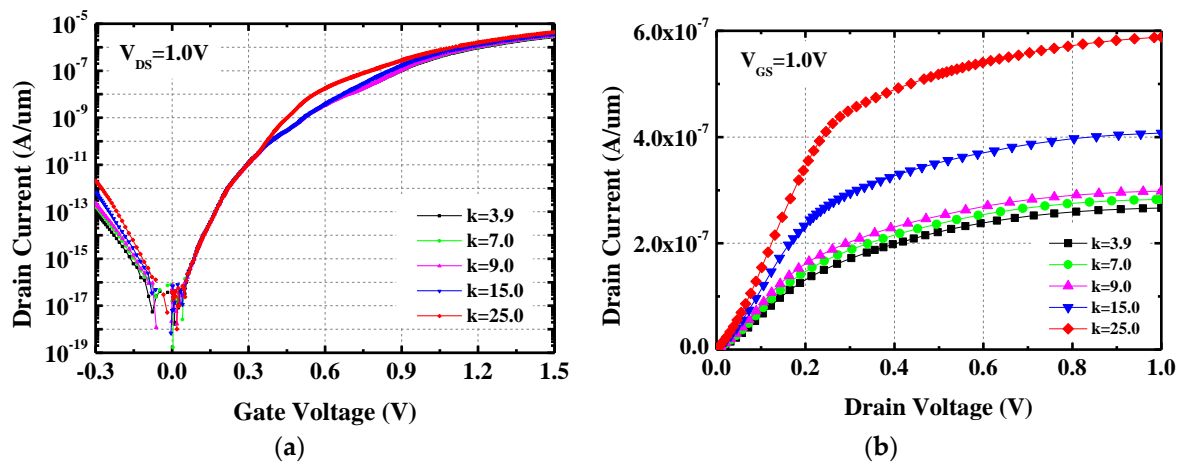 10^-5
10^-7
10^-9
10^-11
10^-13
10^-15
10^-17
10^-19
Drain Current (A/um)
V_DS=1.0V
k=3.9
k=7.0
k=9.0
k=15.0
k=25.0
-0.3 0.0 0.3 0.6 0.9 1.2 1.5
Gate Voltage (V)
(a)
6.0x10^-7
4.0x10^-7
2.0x10^-7
0.0
Drain Current (A/um)
V_GS=1.0V
k=3.9
k=7.0
k=9.0
k=15.0
k=25.0
0.0 0.2 0.4 0.6 0.8 1.0
Drain Voltage (V)
(b)